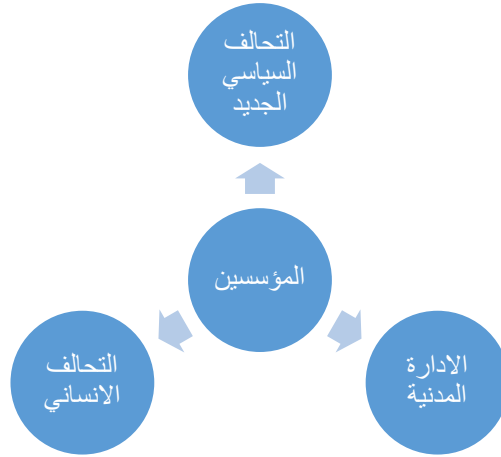 التحالف
السياسي
الجديد
المؤسسين
التحالف
الانساني
الادارة
المدنية